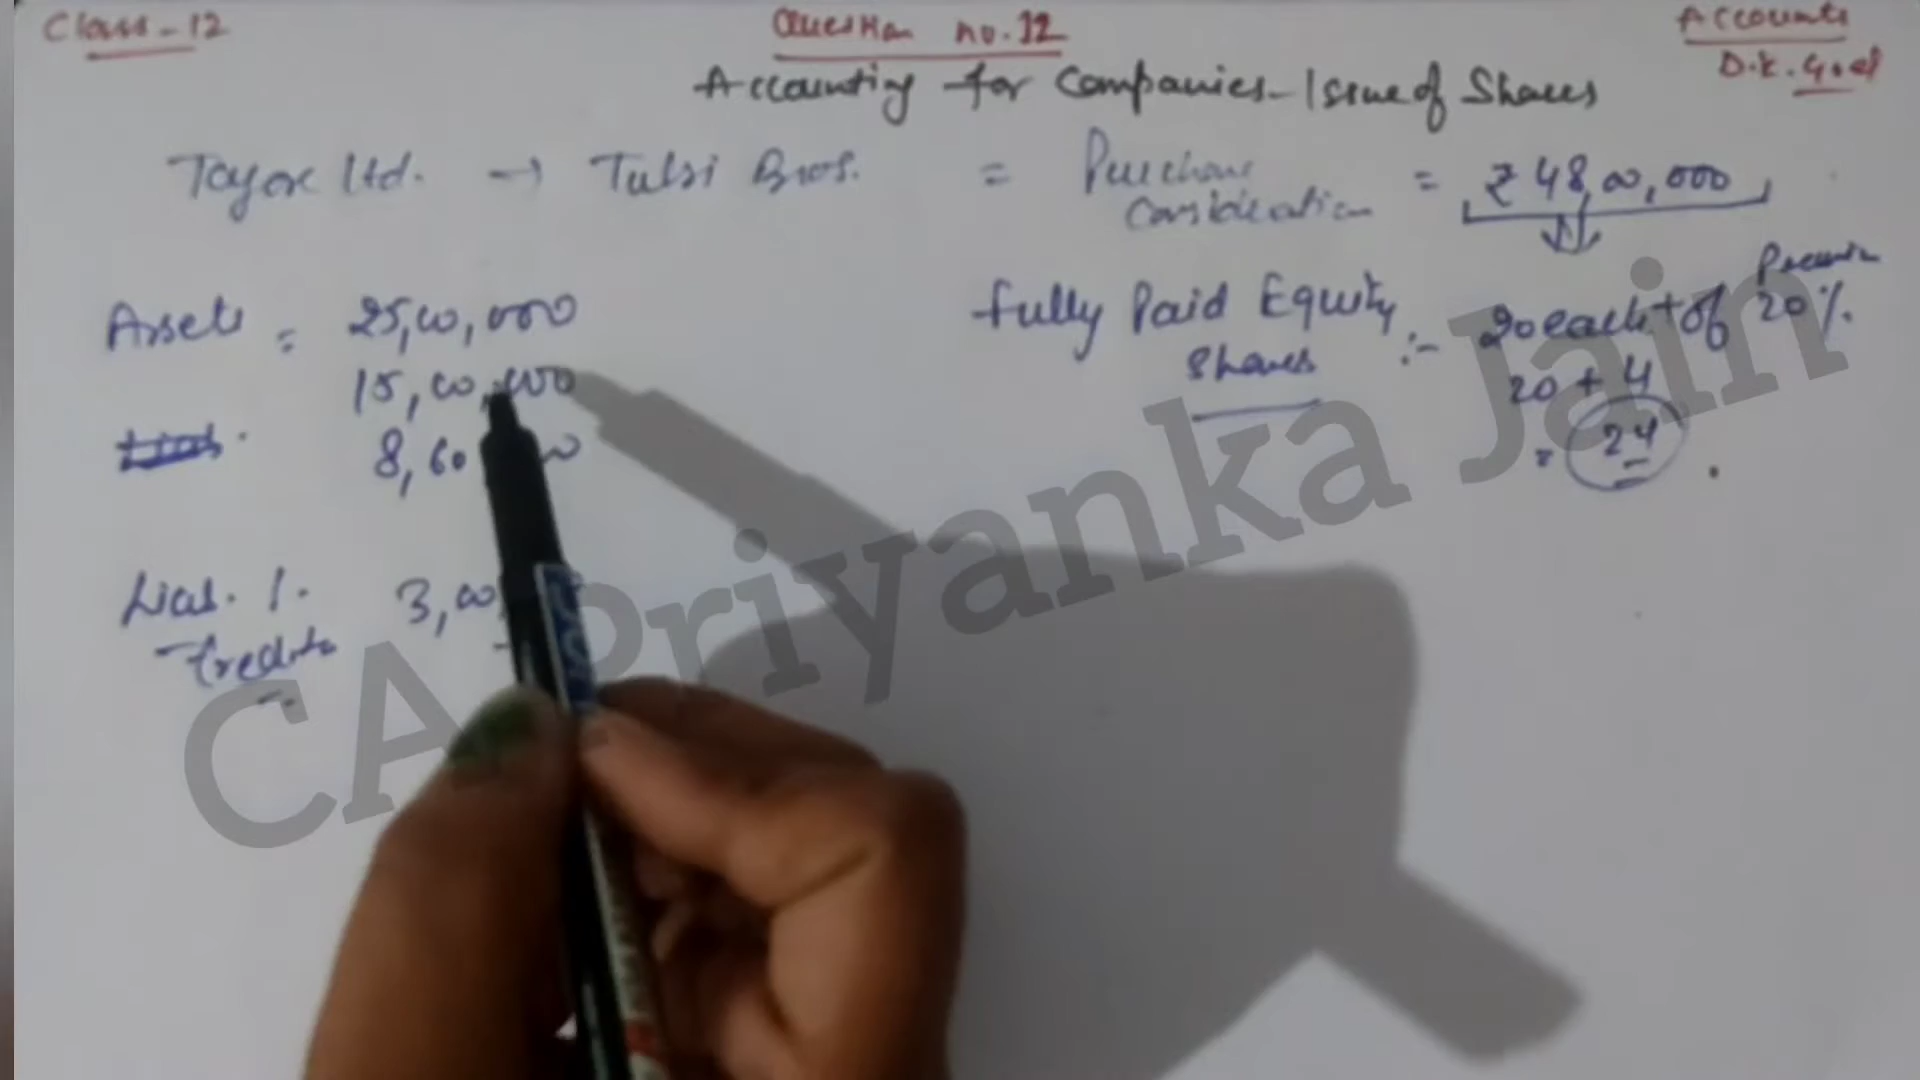 Class-12
Question no. 12
Accounts
D.K. Goel
Accounting for Companies - Issue of Shares
Tayor Ltd. → Tulsi Bros. = Purchase Consideration = ₹ 48,00,000
Assets = 25,00,000
15,00,000
8,60
Fully Paid Equity Shares :- 20 each + of Premium 20%.
20 + 4
= 24
Liab. 1. 3,00
CA Priyanka Jain